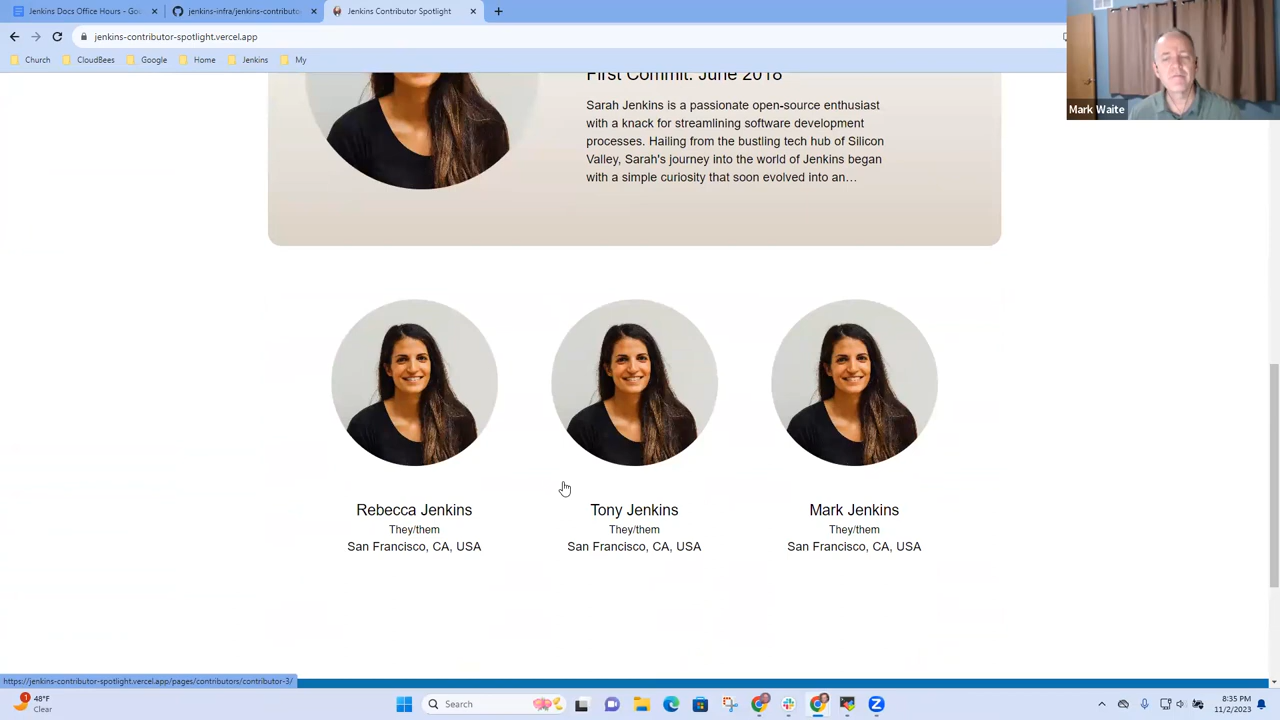 Jenkins Docs Office Hours - Goo
jenkins-infra/jenkins-contributo
Jenkins Contributor Spotlight
jenkins-contributor-spotlight.vercel.app
Church
CloudBees
Google
Home
Jenkins
My
Mark Waite
First Commit: June 2018
Sarah Jenkins is a passionate open-source enthusiast
with a knack for streamlining software development
processes. Hailing from the bustling tech hub of Silicon
Valley, Sarah's journey into the world of Jenkins began
with a simple curiosity that soon evolved into an…
Rebecca Jenkins
They/them
San Francisco, CA, USA
Tony Jenkins
They/them
San Francisco, CA, USA
Mark Jenkins
They/them
San Francisco, CA, USA
https://jenkins-contributor-spotlight.vercel.app/pages/contributors/contributor-3/
1
48°F
Clear
Search
8:35 PM
11/2/2023